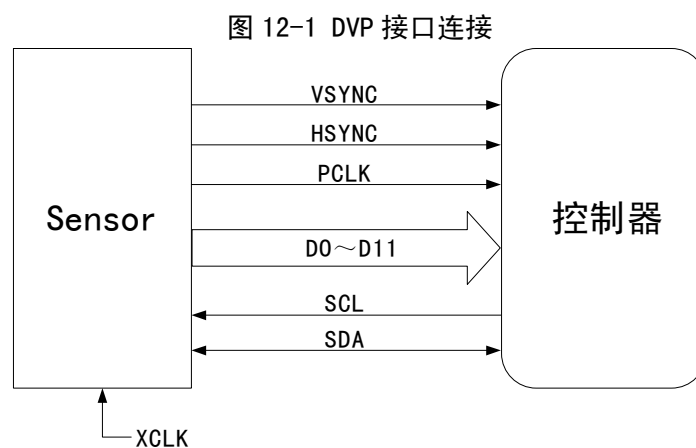 图 12-1 DVP 接口连接
VSYNC
HSYNC
PCLK
Sensor
控制器
D0～D11
SCL
SDA
XCLK